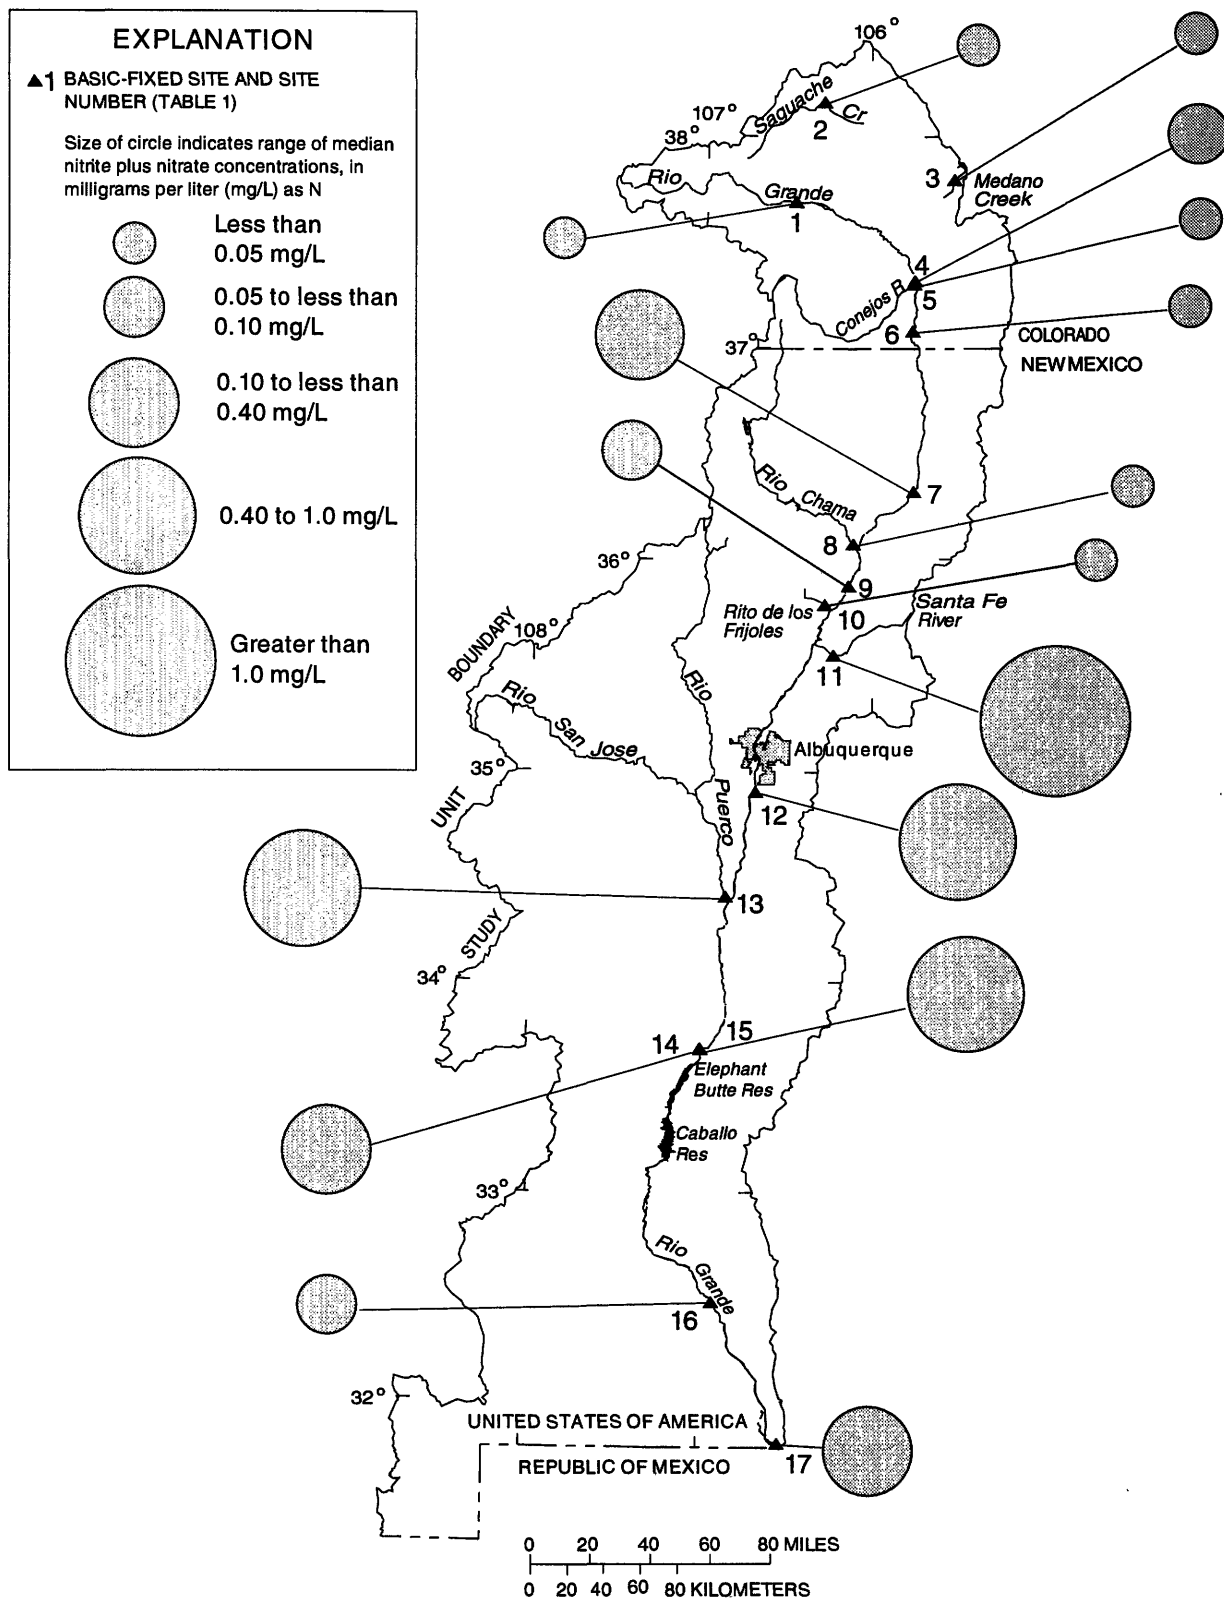 EXPLANATION
▲1 BASIC-FIXED SITE AND SITE
NUMBER (TABLE 1)
Size of circle indicates range of median
nitrite plus nitrate concentrations, in
milligrams per liter (mg/L) as N
Less than
0.05 mg/L
0.05 to less than
0.10 mg/L
0.10 to less than
0.40 mg/L
0.40 to 1.0 mg/L
Greater than
1.0 mg/L
106°
107°
38°
Saguache
Cr
2
Rio
Grande
1
3
Medano
Creek
4
Conejos R
5
6
37°
COLORADO
NEW MEXICO
Rio
Chama
7
8
36°
9
Rito de los
Frijoles
10
Santa Fe
River
11
BOUNDARY
108°
Rio
San Jose
Rio
Puerco
Albuquerque
35°
UNIT
12
13
STUDY
34°
14
15
Elephant
Butte Res
Caballo
Res
33°
Rio
Grande
16
32°
UNITED STATES OF AMERICA
REPUBLIC OF MEXICO
17
0 20 40 60 80 MILES
0 20 40 60 80 KILOMETERS